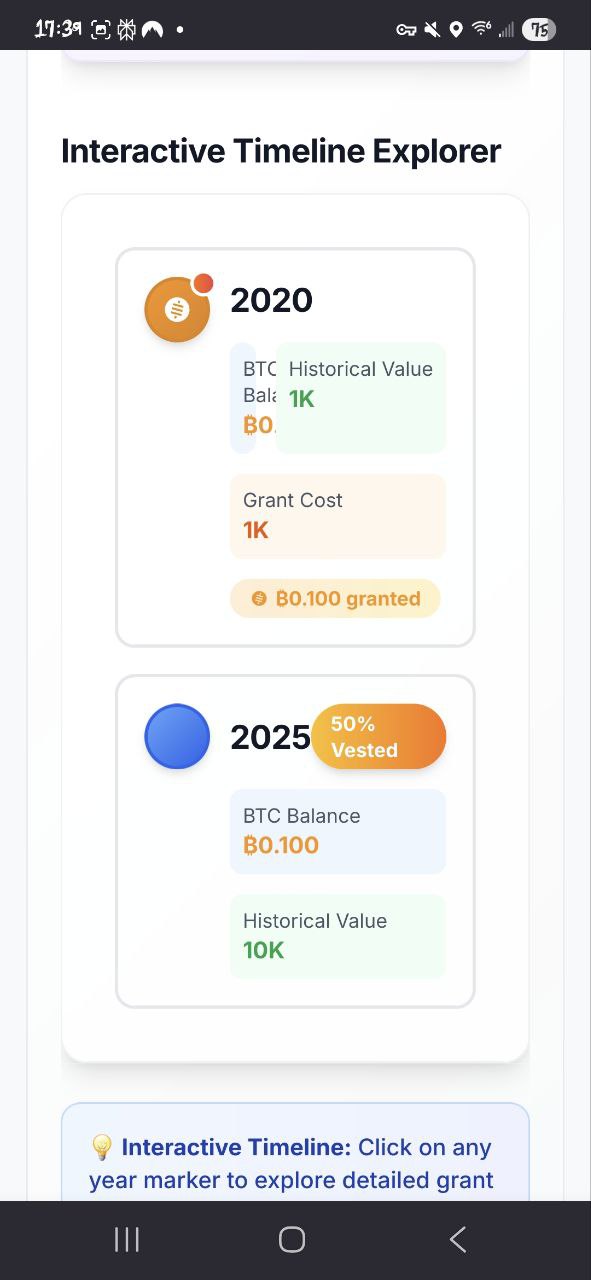 17:39
75
Interactive Timeline Explorer
2020
BTC
Bala
₿0.
Historical Value
1K
Grant Cost
1K
₿0.100 granted
2025
50%
Vested
BTC Balance
₿0.100
Historical Value
10K
💡 Interactive Timeline: Click on any
year marker to explore detailed grant